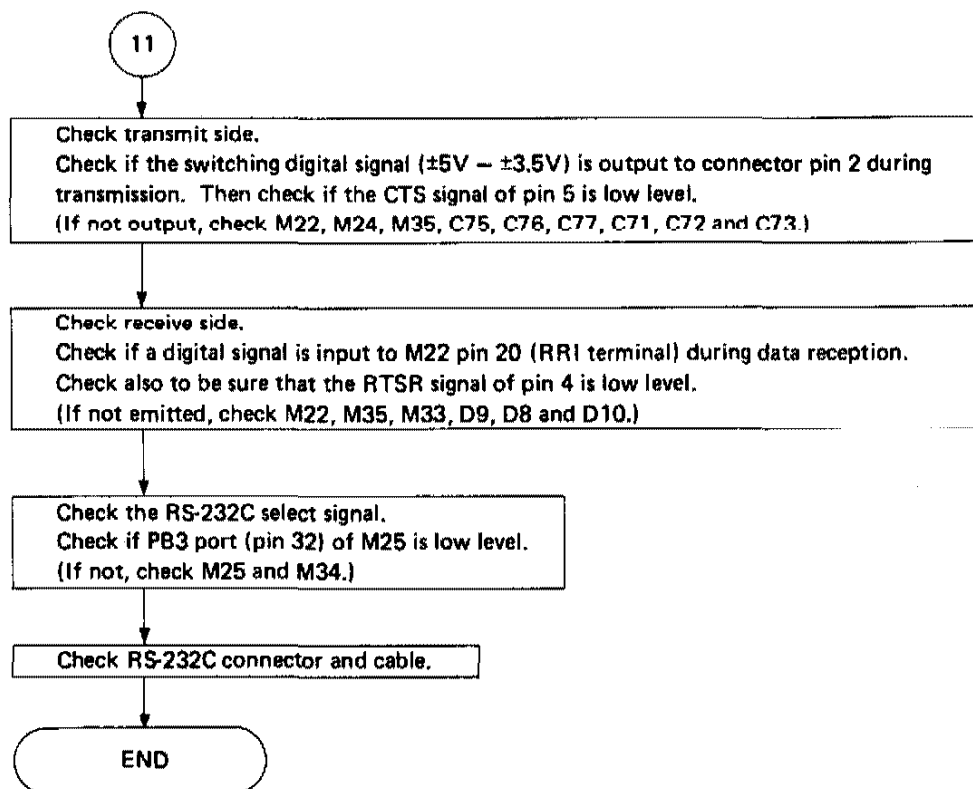 11
Check transmit side.
Check if the switching digital signal (±5V – ±3.5V) is output to connector pin 2 during
transmission. Then check if the CTS signal of pin 5 is low level.
(If not output, check M22, M24, M35, C75, C76, C77, C71, C72 and C73.)
Check receive side.
Check if a digital signal is input to M22 pin 20 (RRI terminal) during data reception.
Check also to be sure that the RTSR signal of pin 4 is low level.
(If not emitted, check M22, M35, M33, D9, D8 and D10.)
Check the RS-232C select signal.
Check if PB3 port (pin 32) of M25 is low level.
(If not, check M25 and M34.)
Check RS-232C connector and cable.
END